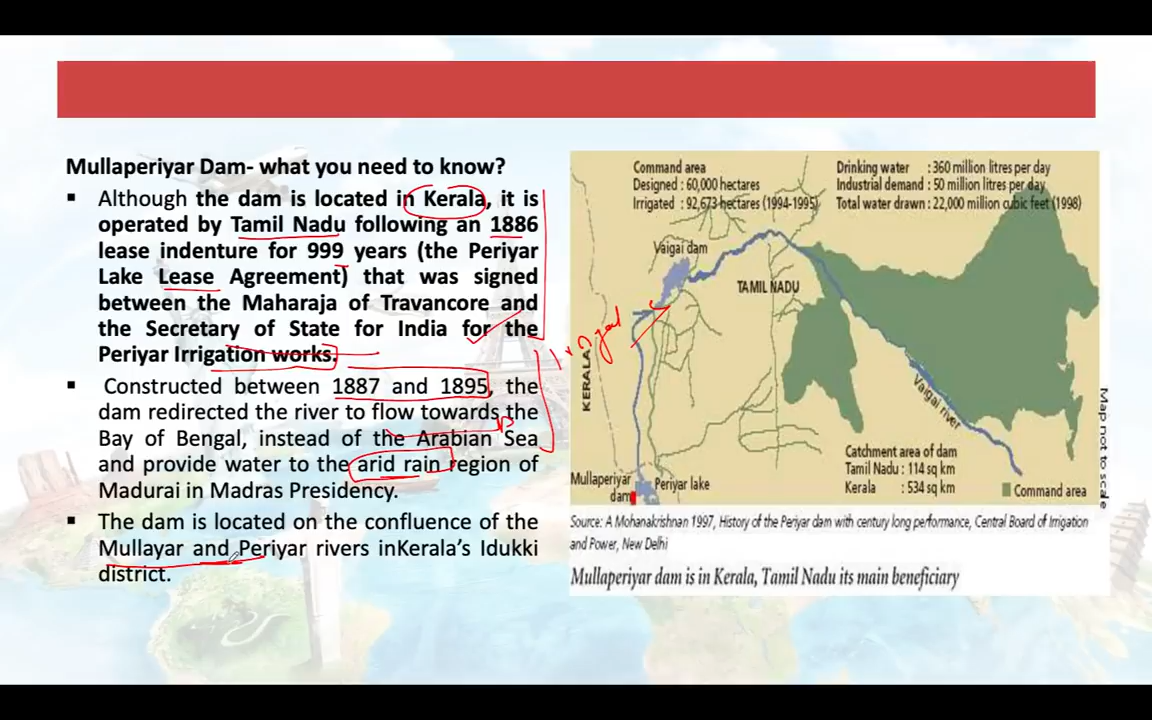 Mullaperiyar Dam- what you need to know?
▪ Although the dam is located in Kerala, it is
operated by Tamil Nadu following an 1886
lease indenture for 999 years (the Periyar
Lake Lease Agreement) that was signed
between the Maharaja of Travancore and
the Secretary of State for India for the
Periyar Irrigation works.
▪ Constructed between 1887 and 1895, the
dam redirected the river to flow towards the
Bay of Bengal, instead of the Arabian Sea
and provide water to the arid rain region of
Madurai in Madras Presidency.
▪ The dam is located on the confluence of the
Mullayar and Periyar rivers inKerala's Idukki
district.
Command area
Designed : 60,000 hectares
Irrigated : 92,673 hectares (1994-1995)
Drinking water : 360 million litres per day
Industrial demand : 50 million litres per day
Total water drawn : 22,000 million cubic feet (1998)
Vaigai dam
TAMIL NADU
KERALA
Vaigai river
Mullaperiyar
dam
Periyar lake
Catchment area of dam
Tamil Nadu : 114 sq km
Kerala : 534 sq km
Command area
Map not to scale
Source: A Mohanakrishnan 1997, History of the Periyar dam with century long performance, Central Board of Irrigation
and Power, New Delhi
Mullaperiyar dam is in Kerala, Tamil Nadu its main beneficiary